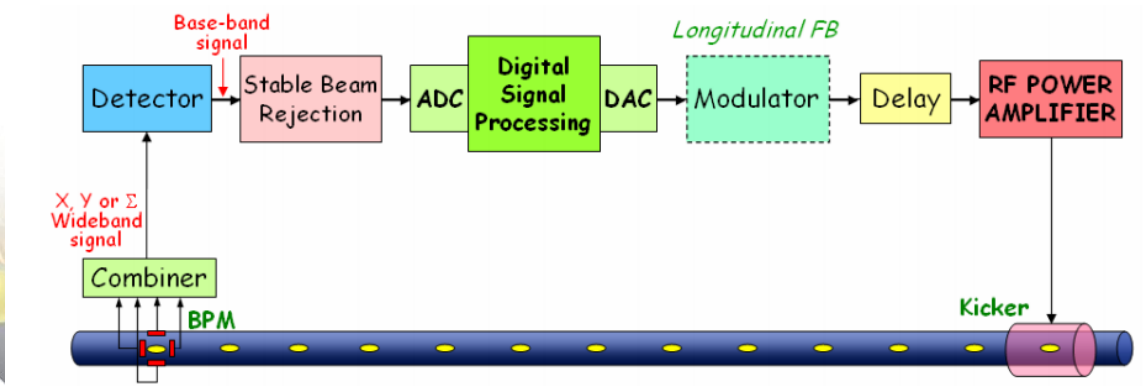 Base-band
signal
Longitudinal FB
Detector
Stable Beam
Rejection
ADC
Digital
Signal
Processing
DAC
Modulator
Delay
RF POWER
AMPLIFIER
X, Y or Σ
Wideband
signal
Combiner
BPM
Kicker